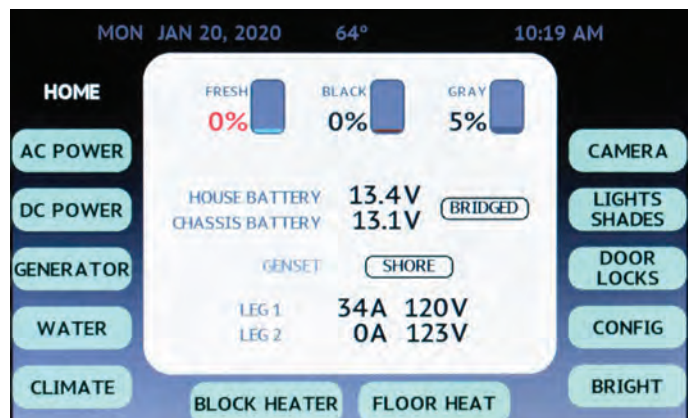 MON JAN 20, 2020 64° 10:19 AM
HOME
AC POWER
DC POWER
GENERATOR
WATER
CLIMATE
FRESH BLACK GRAY
0% 0% 5%
HOUSE BATTERY 13.4V
CHASSIS BATTERY 13.1V
BRIDGED
GENSET SHORE
LEG 1 34A 120V
LEG 2 0A 123V
BLOCK HEATER FLOOR HEAT
CAMERA
LIGHTS
SHADES
DOOR
LOCKS
CONFIG
BRIGHT